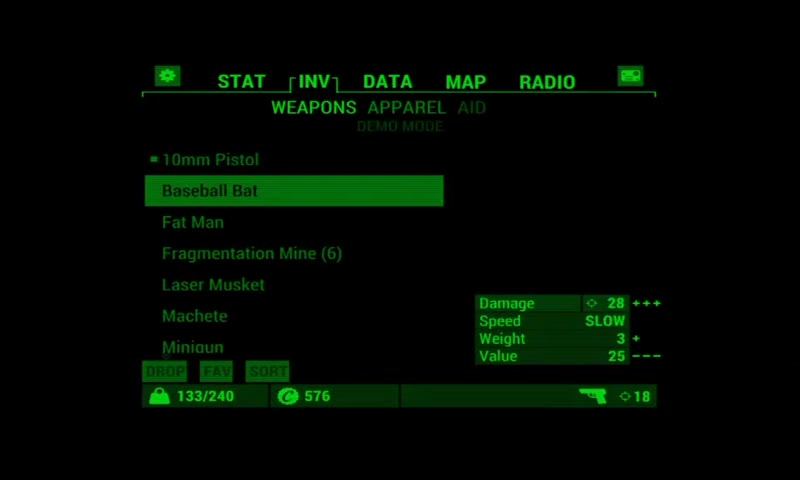 STAT INV DATA MAP RADIO
WEAPONS APPAREL AID
DEMO MODE
10mm Pistol
Baseball Bat
Fat Man
Fragmentation Mine (6)
Laser Musket
Machete
Minigun
Damage 28 +++
Speed SLOW
Weight 3 +
Value 25 ---
DROP FAV SORT
133/240 576 18